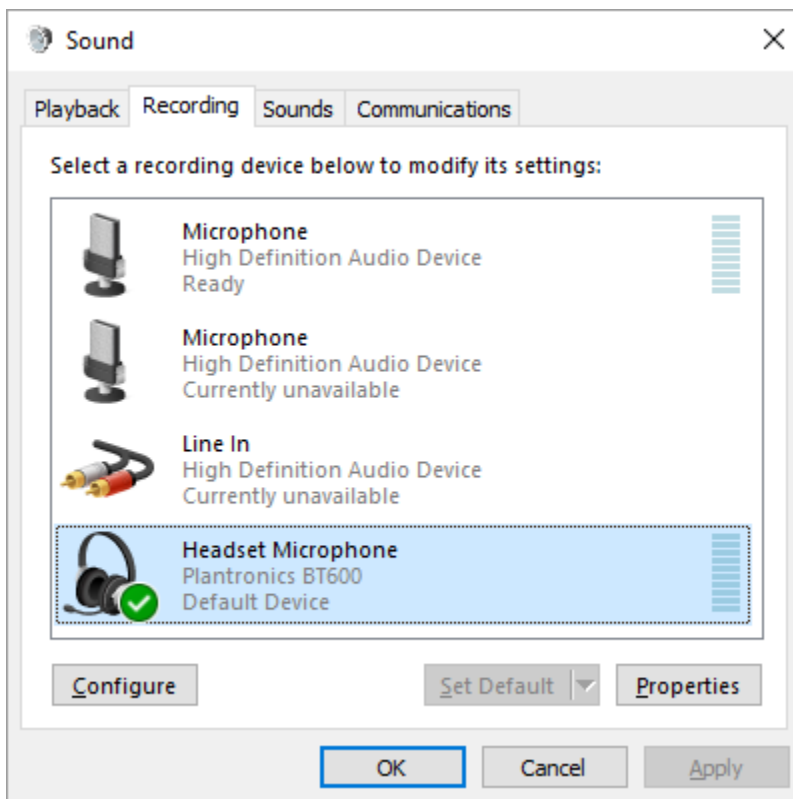 Sound
Playback Recording Sounds Communications
Select a recording device below to modify its settings:
Microphone
High Definition Audio Device
Ready
Microphone
High Definition Audio Device
Currently unavailable
Line In
High Definition Audio Device
Currently unavailable
Headset Microphone
Plantronics BT600
Default Device
Configure Set Default Properties
OK Cancel Apply